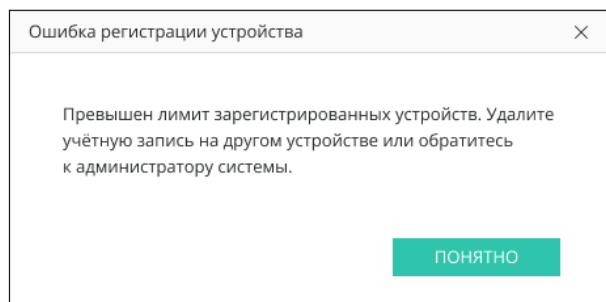 Ошибка регистрации устройства
Превышен лимит зарегистрированных устройств. Удалите
учётную запись на другом устройстве или обратитесь
к администратору системы.
ПОНЯТНО